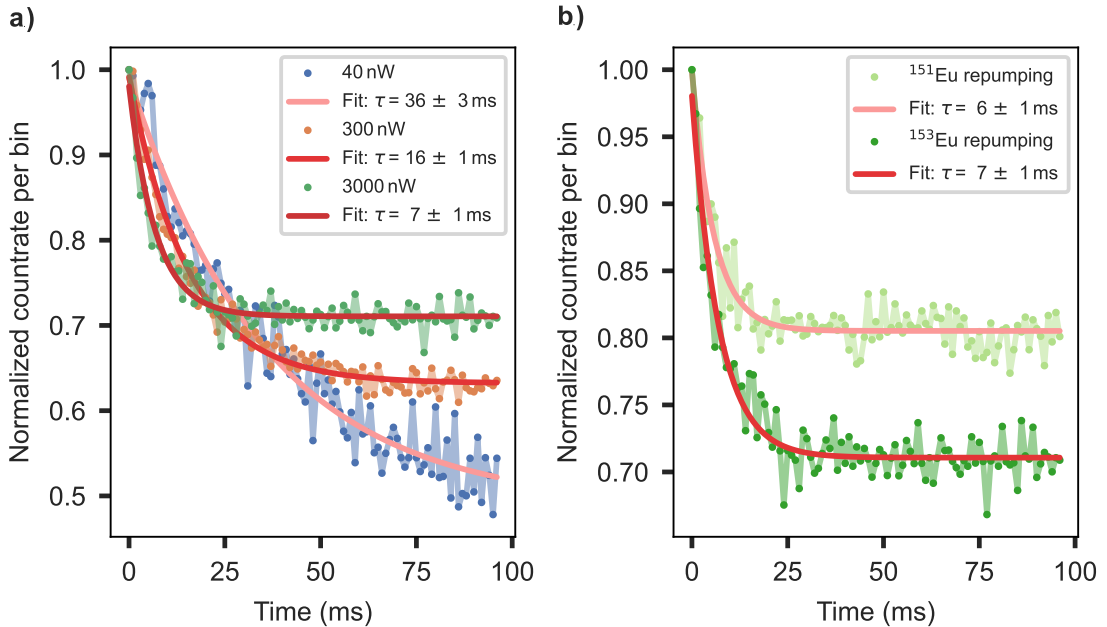 a)
Normalized countrate per bin
1.0
0.9
0.8
0.7
0.6
0.5
40 nW
Fit: τ = 36 ± 3 ms
300 nW
Fit: τ = 16 ± 1 ms
3000 nW
Fit: τ = 7 ± 1 ms
0
25
50
75
100
Time (ms)
b)
Normalized countrate per bin
1.00
0.95
0.90
0.85
0.80
0.75
0.70
¹⁵¹Eu repumping
Fit: τ = 6 ± 1 ms
¹⁵³Eu repumping
Fit: τ = 7 ± 1 ms
0
25
50
75
100
Time (ms)